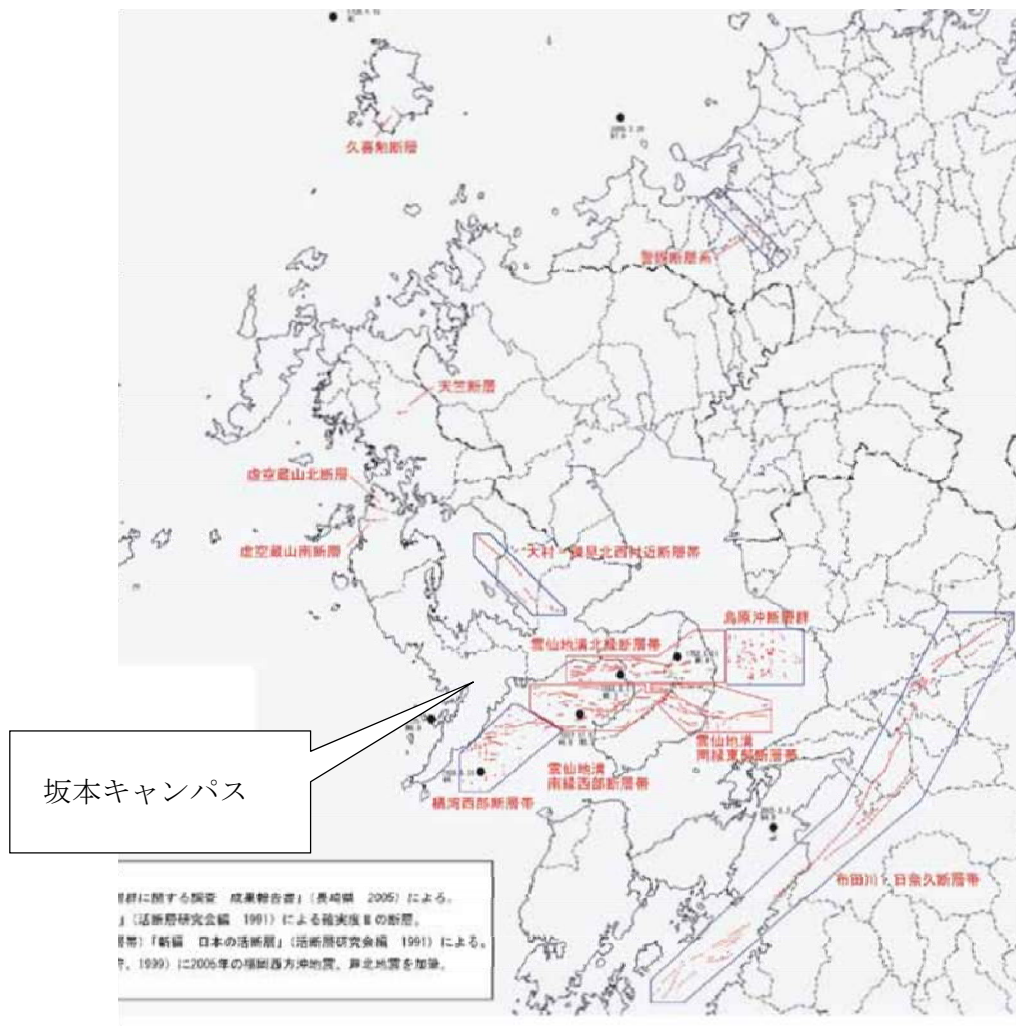 久喜触断層
警固断層系
天竺断層
虚空蔵山北断層
虚空蔵山南断層
大村-諫早北西付近断層帯
島原沖断層群
雲仙地溝北縁断層帯
雲仙地溝
南縁東部断層帯
雲仙地溝
南縁西部断層帯
橘湾西部断層帯
布田川・日奈久断層帯
坂本キャンパス
層群に関する調査 成果報告書」(長崎県 2005)による。
」(活断層研究会編 1991)による確実度Ⅲの断層。
層帯)「新編 日本の活断層」(活断層研究会編 1991)による。
、1999)に2005年の福岡西方沖地震、芦北地震を加筆。